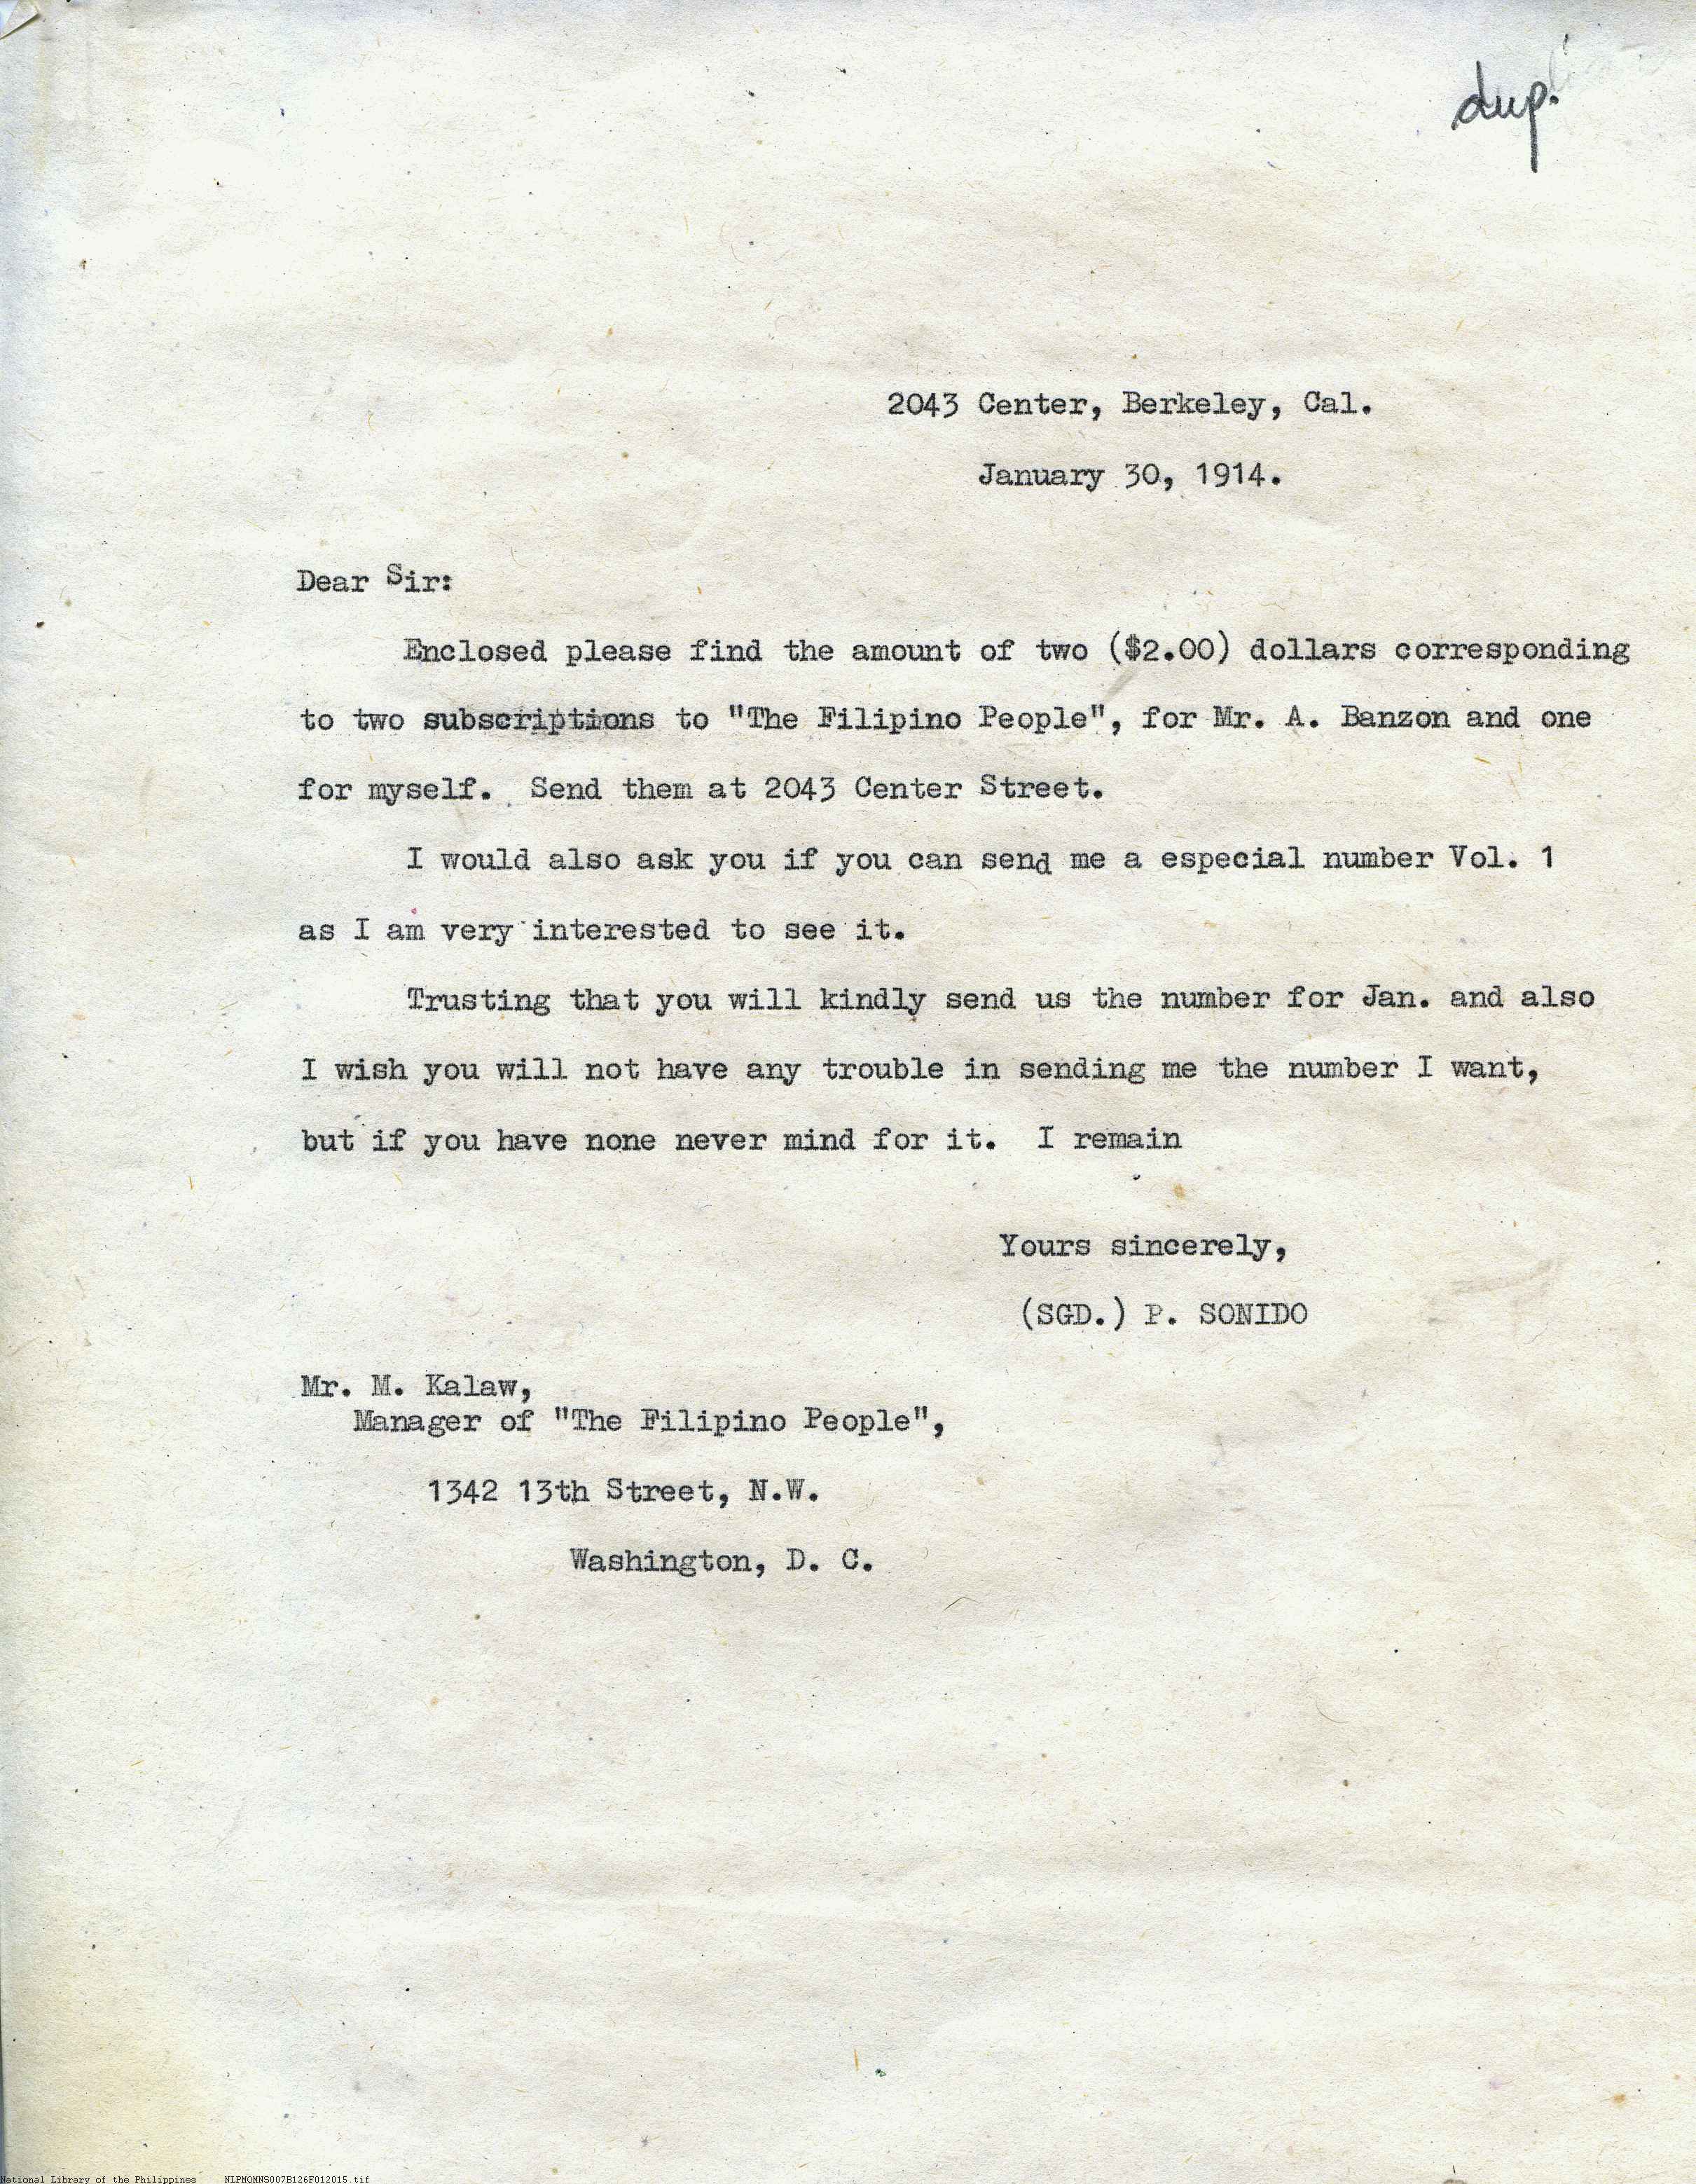 dup.
2043 Center, Berkeley, Cal.
January 30, 1914.
Dear Sir:
Enclosed please find the amount of two ($2.00) dollars corresponding
to two subscriptions to "The Filipino People", for Mr. A. Banzon and one
for myself. Send them at 2043 Center Street.
I would also ask you if you can send me a especial number Vol. 1
as I am very interested to see it.
Trusting that you will kindly send us the number for Jan. and also
I wish you will not have any trouble in sending me the number I want,
but if you have none never mind for it. I remain
Yours sincerely,
(SGD.) P. SONIDO
Mr. M. Kalaw,
Manager of "The Filipino People",
1342 13th Street, N.W.
Washington, D. C.
National Library of the Philippines NLPMQMNS007B126F012015.tif